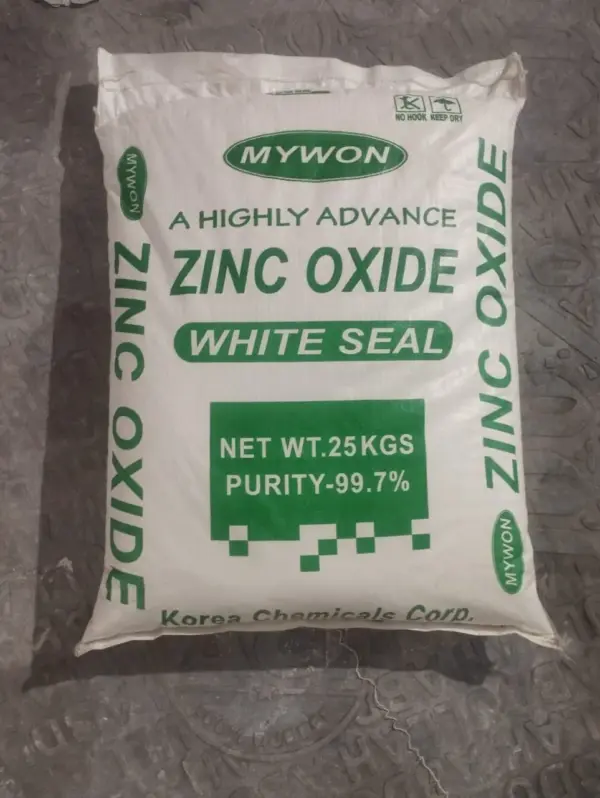 NO HOOK KEEP DRY
MYWON
MYWON
A HIGHLY ADVANCE
ZINC OXIDE
WHITE SEAL
NET WT.25KGS
PURITY-99.7%
ZINC OXIDE
ZINC OXIDE
MYWON
Korea Chemicals Corp.